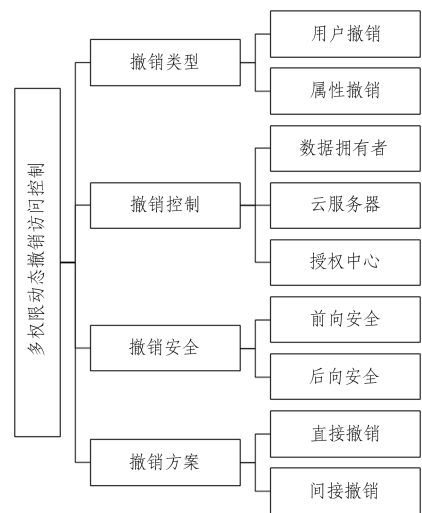 多权限动态撤销访问控制
撤销类型
用户撤销
属性撤销
撤销控制
数据拥有者
云服务器
授权中心
撤销安全
前向安全
后向安全
撤销方案
直接撤销
间接撤销